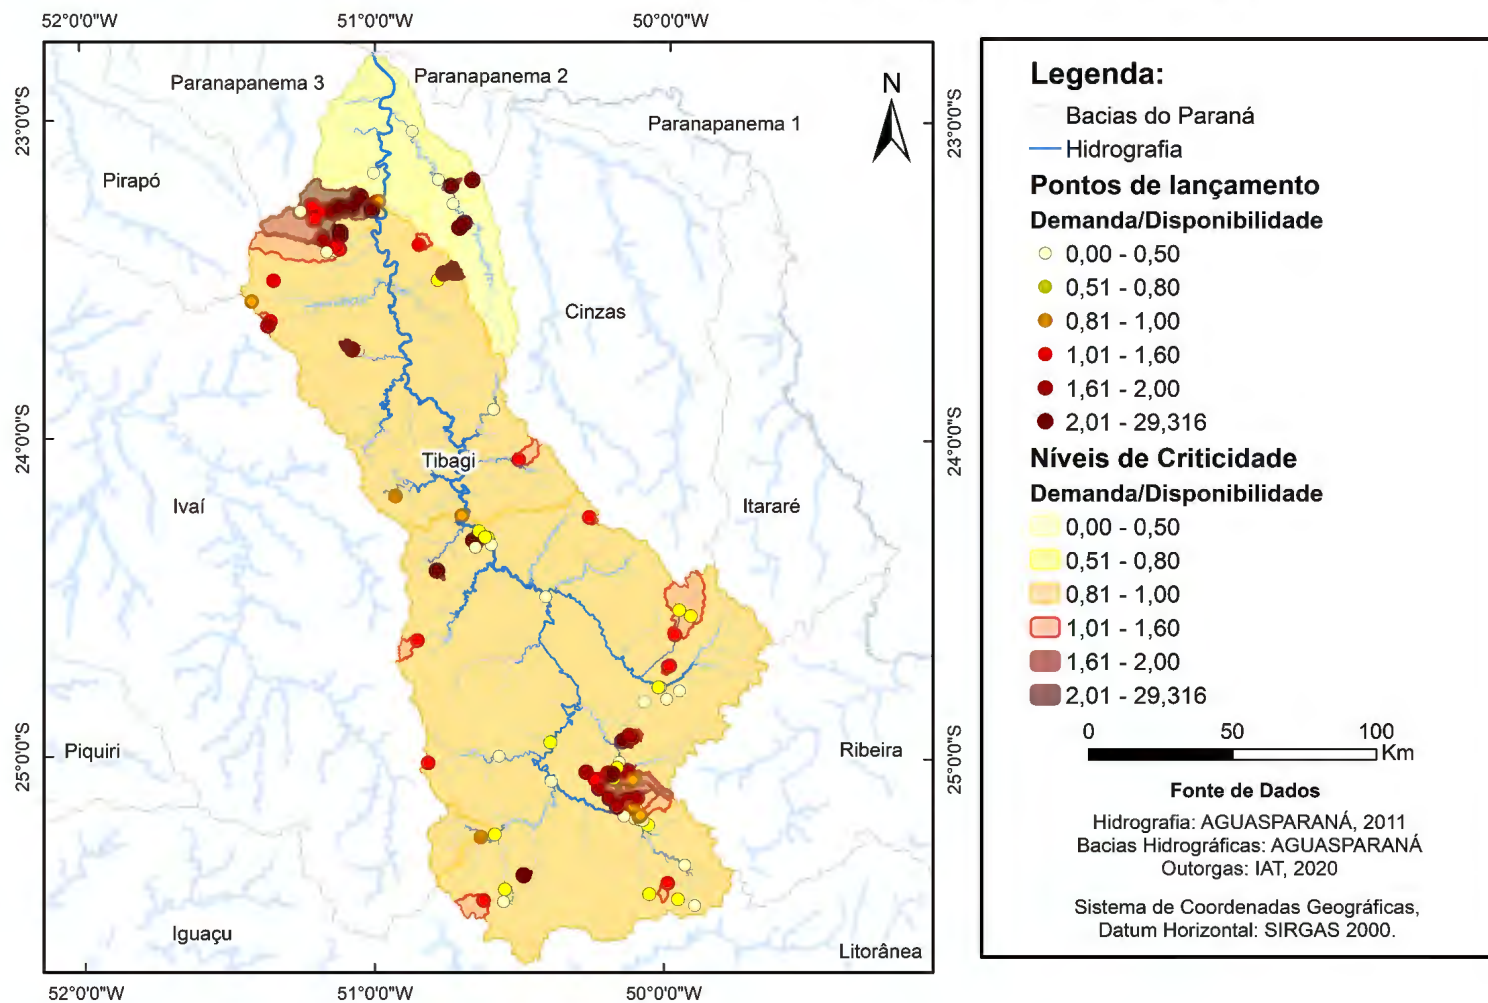 52°0'0"W
51°0'0"W
50°0'0"W
23°0'0"S
24°0'0"S
25°0'0"S
Paranapanema 3
Paranapanema 2
N
Paranapanema 1
Pirapó
Cinzas
Tibagi
Ivaí
Itararé
Piquiri
Ribeira
Iguaçu
Litorânea
23°0'0"S
24°0'0"S
25°0'0"S
52°0'0"W
51°0'0"W
50°0'0"W
Legenda:
Bacias do Paraná
Hidrografia
Pontos de lançamento
Demanda/Disponibilidade
0,00 - 0,50
0,51 - 0,80
0,81 - 1,00
1,01 - 1,60
1,61 - 2,00
2,01 - 29,316
Níveis de Criticidade
Demanda/Disponibilidade
0,00 - 0,50
0,51 - 0,80
0,81 - 1,00
1,01 - 1,60
1,61 - 2,00
2,01 - 29,316
0 50 100
Km
Fonte de Dados
Hidrografia: AGUASPARANÁ, 2011
Bacias Hidrográficas: AGUASPARANÁ
Outorgas: IAT, 2020
Sistema de Coordenadas Geográficas,
Datum Horizontal: SIRGAS 2000.